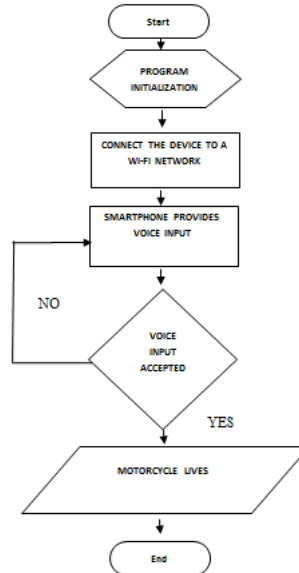 Start
PROGRAM
INITIALIZATION
CONNECT THE DEVICE TO A
WI-FI NETWORK
SMARTPHONE PROVIDES
VOICE INPUT
NO
VOICE
INPUT
ACCEPTED
YES
MOTORCYCLE LIVES
End